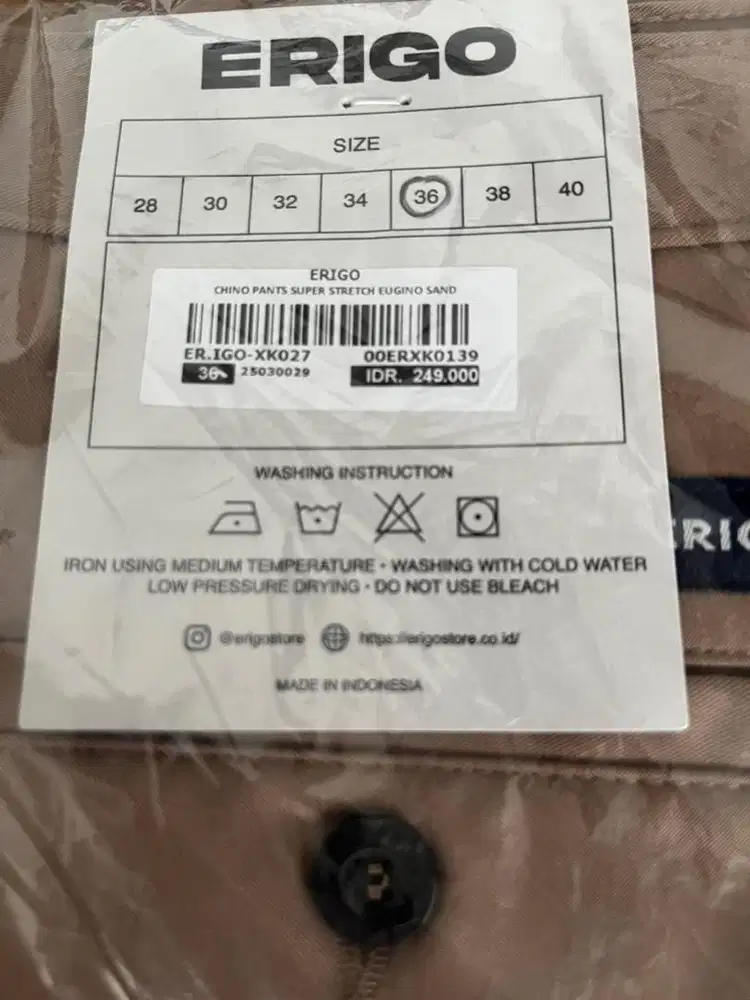 ERIGO
SIZE
28 30 32 34 36 38 40
ERIGO
CHINO PANTS SUPER STRETCH EUGINO SAND
ER.IGO-XK027 00ERXK0139
36 25030029 IDR. 249.000
WASHING INSTRUCTION
IRON USING MEDIUM TEMPERATURE • WASHING WITH COLD WATER
LOW PRESSURE DRYING • DO NOT USE BLEACH
@erigostore https://erigostore.co.id/
MADE IN INDONESIA
ERIG